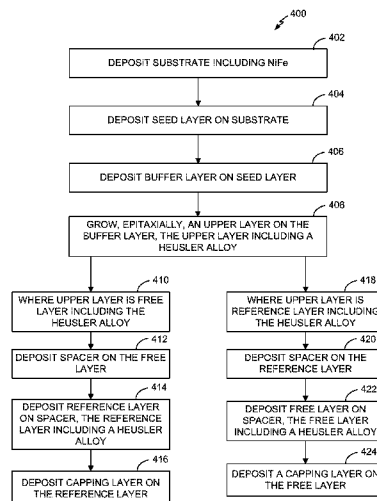 400
402
DEPOSIT SUBSTRATE INCLUDING NiFe
404
DEPOSIT SEED LAYER ON SUBSTRATE
406
DEPOSIT BUFFER LAYER ON SEED LAYER
408
GROW, EPITAXIALLY, AN UPPER LAYER ON THE
BUFFER LAYER, THE UPPER LAYER INCLUDING A
HEUSLER ALLOY
410
WHERE UPPER LAYER IS FREE
LAYER INCLUDING THE
HEUSLER ALLOY
412
DEPOSIT SPACER ON THE FREE
LAYER
414
DEPOSIT REFERENCE LAYER
ON SPACER, THE REFERENCE
LAYER INCLUDING A HEUSLER
ALLOY
416
DEPOSIT CAPPING LAYER ON
THE REFERENCE LAYER
418
WHERE UPPER LAYER IS
REFERENCE LAYER INCLUDING
THE HEUSLER ALLOY
420
DEPOSIT SPACER ON THE
REFERENCE LAYER
422
DEPOSIT FREE LAYER ON
SPACER, THE FREE LAYER
INCLUDING A HEUSLER ALLOY
424
DEPOSIT A CAPPING LAYER ON
THE FREE LAYER